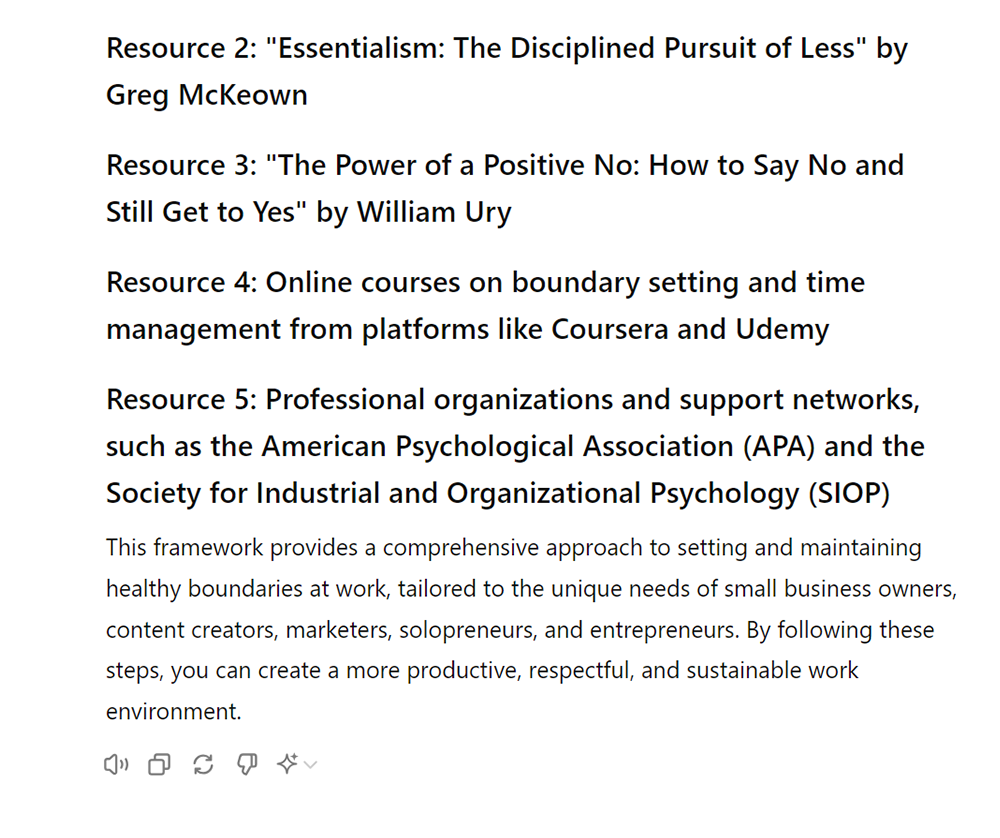 Resource 2: "Essentialism: The Disciplined Pursuit of Less" by
Greg McKeown
Resource 3: "The Power of a Positive No: How to Say No and
Still Get to Yes" by William Ury
Resource 4: Online courses on boundary setting and time
management from platforms like Coursera and Udemy
Resource 5: Professional organizations and support networks,
such as the American Psychological Association (APA) and the
Society for Industrial and Organizational Psychology (SIOP)
This framework provides a comprehensive approach to setting and maintaining
healthy boundaries at work, tailored to the unique needs of small business owners,
content creators, marketers, solopreneurs, and entrepreneurs. By following these
steps, you can create a more productive, respectful, and sustainable work
environment.